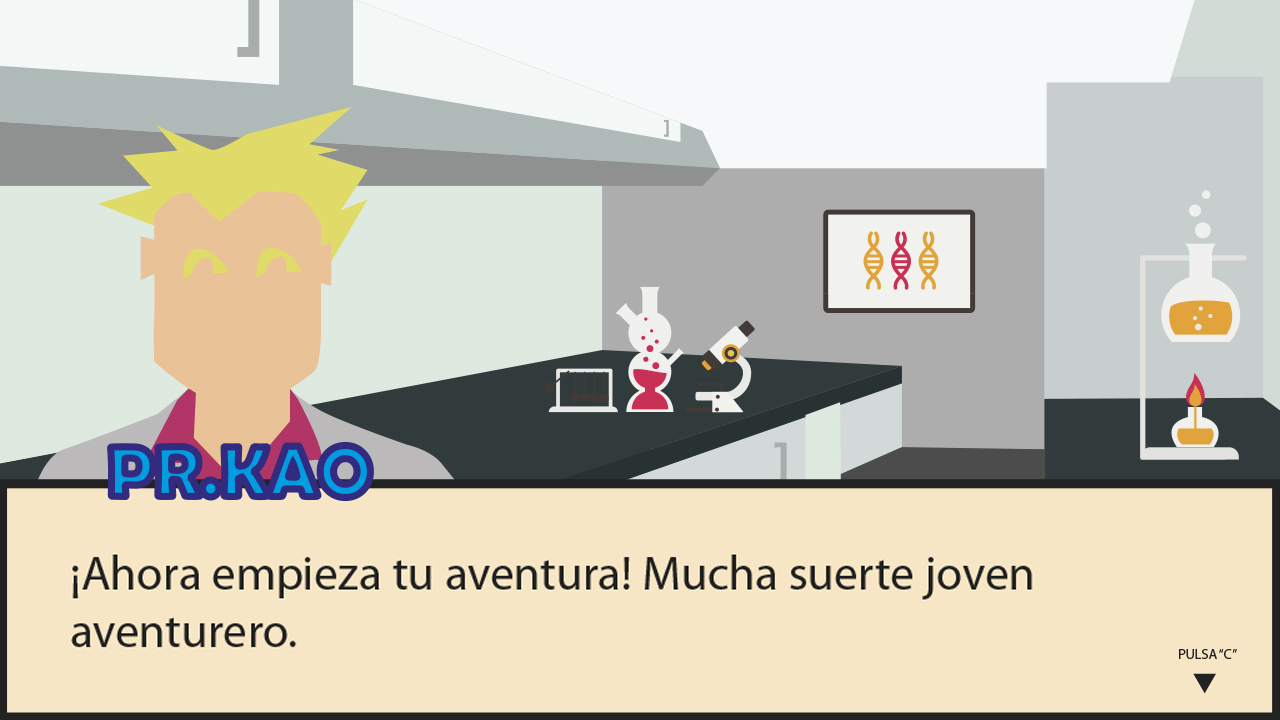 PR.KAO
¡Ahora empieza tu aventura! Mucha suerte joven
aventurero.
PULSA "C"